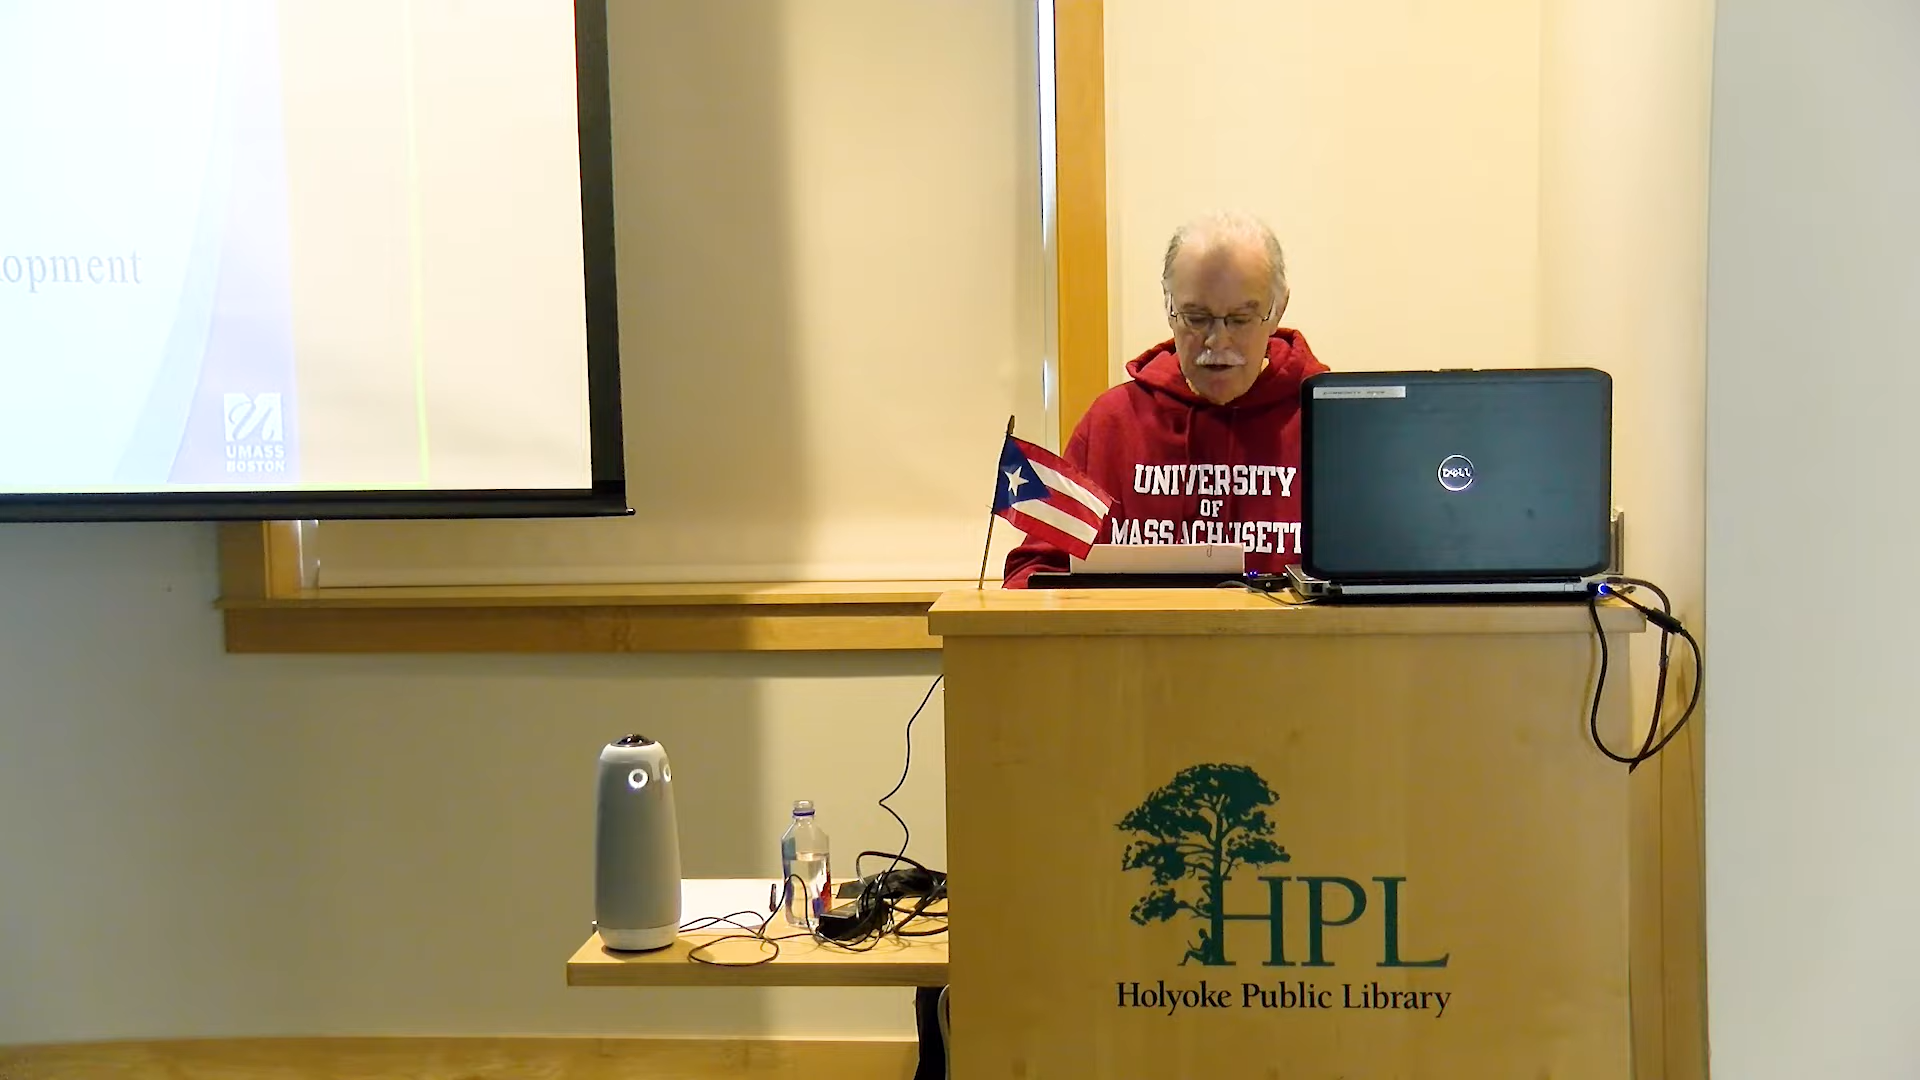 opment
UMASS
BOSTON
UNIVERSITY
OF
MASSACHUSETT
DELL
HPL
Holyoke Public Library